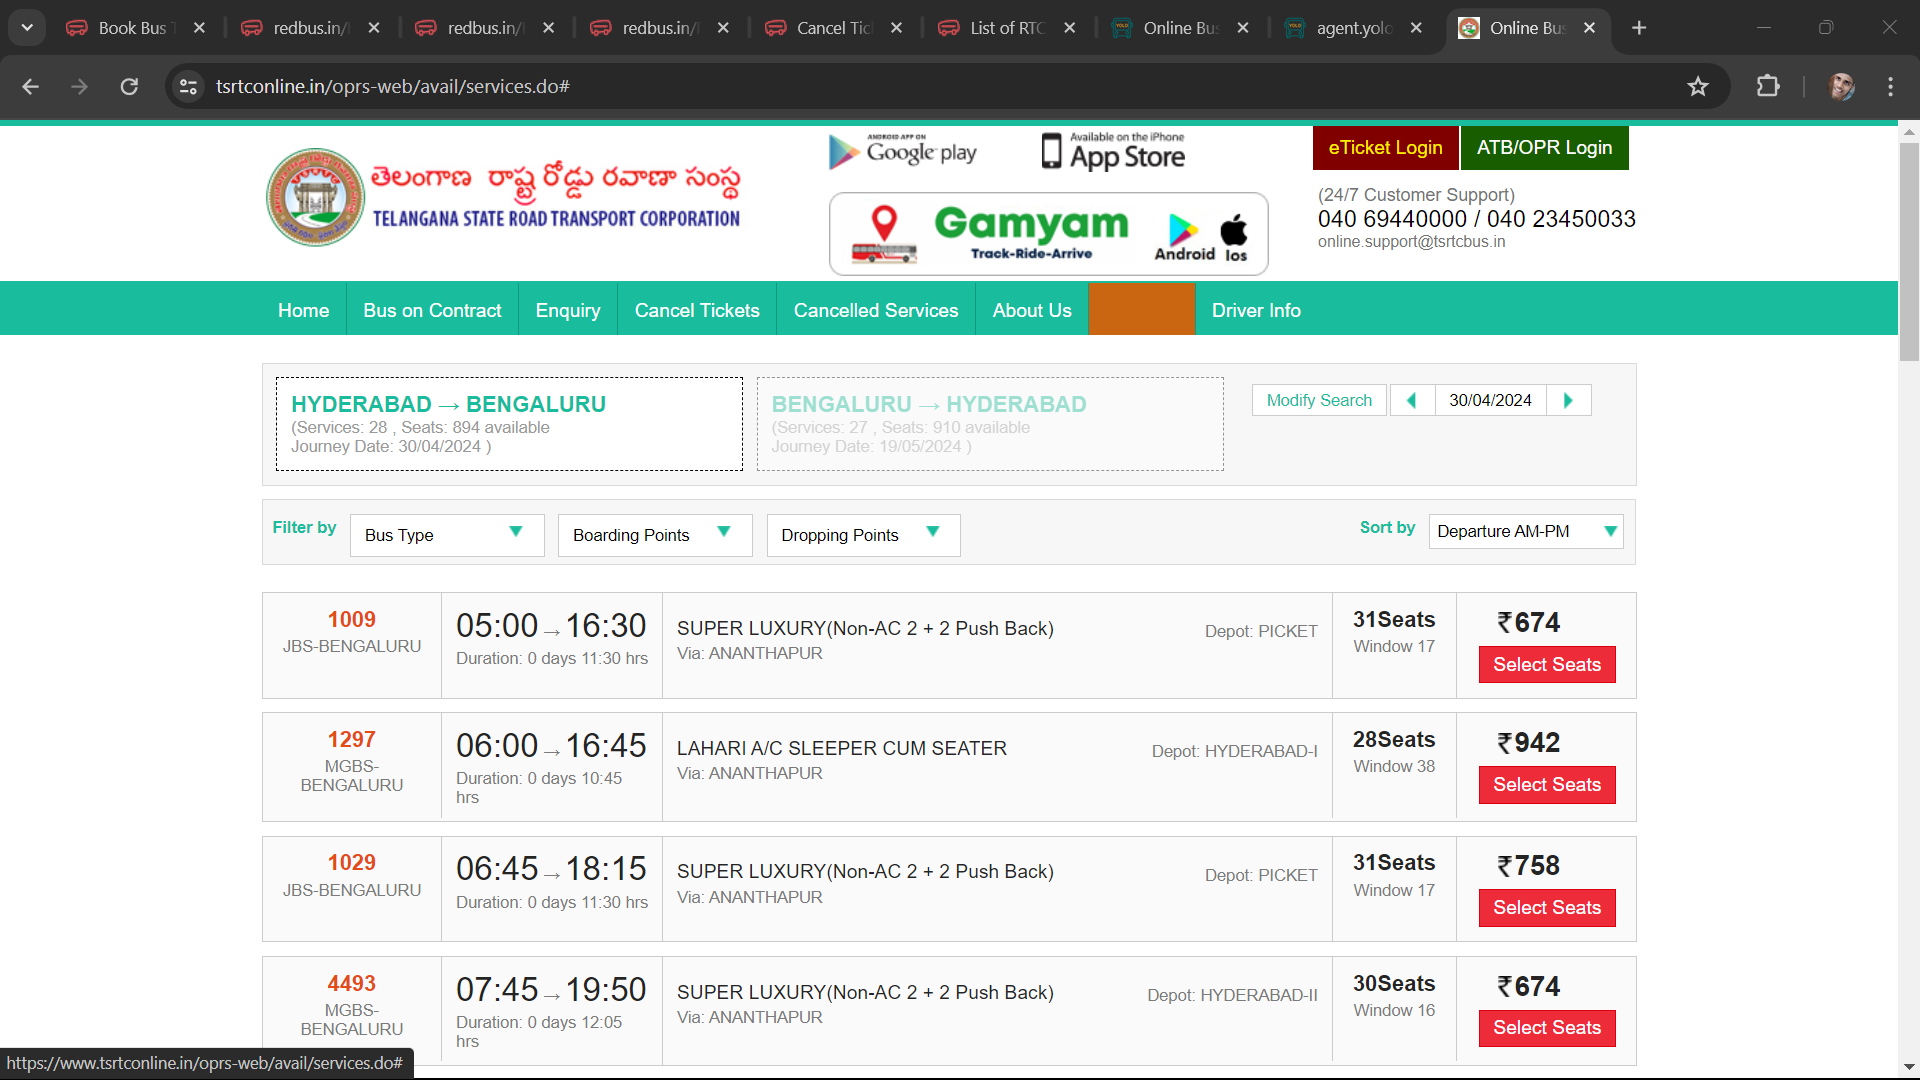 Book Bus
redbus.in/
redbus.in/
redbus.in/
Cancel Tic
List of RTC
Online Bus
agent.yolo
Online Bus
tsrtconline.in/oprs-web/avail/services.do#
తెలంగాణ రాష్ట్ర రోడ్డు రవాణా సంస్థ
TELANGANA STATE ROAD TRANSPORT CORPORATION
ANDROID APP ON
Google play
Available on the iPhone
App Store
Gamyam
Track-Ride-Arrive
Android Ios
eTicket Login
ATB/OPR Login
(24/7 Customer Support)
040 69440000 / 040 23450033
online.support@tsrtcbus.in
Home
Bus on Contract
Enquiry
Cancel Tickets
Cancelled Services
About Us
Driver Info
HYDERABAD → BENGALURU
(Services: 28 , Seats: 894 available
Journey Date: 30/04/2024 )
BENGALURU → HYDERABAD
(Services: 27 , Seats: 910 available
Journey Date: 19/05/2024 )
Modify Search
30/04/2024
Filter by
Bus Type
Boarding Points
Dropping Points
Sort by
Departure AM-PM
1009
JBS-BENGALURU
05:00 → 16:30
Duration: 0 days 11:30 hrs
SUPER LUXURY(Non-AC 2 + 2 Push Back)
Via: ANANTHAPUR
Depot: PICKET
31Seats
Window 17
₹674
Select Seats
1297
MGBS-
BENGALURU
06:00 → 16:45
Duration: 0 days 10:45
hrs
LAHARI A/C SLEEPER CUM SEATER
Via: ANANTHAPUR
Depot: HYDERABAD-I
28Seats
Window 38
₹942
Select Seats
1029
JBS-BENGALURU
06:45 → 18:15
Duration: 0 days 11:30 hrs
SUPER LUXURY(Non-AC 2 + 2 Push Back)
Via: ANANTHAPUR
Depot: PICKET
31Seats
Window 17
₹758
Select Seats
4493
MGBS-
BENGALURU
07:45 → 19:50
Duration: 0 days 12:05
hrs
SUPER LUXURY(Non-AC 2 + 2 Push Back)
Via: ANANTHAPUR
Depot: HYDERABAD-II
30Seats
Window 16
₹674
Select Seats
https://www.tsrtconline.in/oprs-web/avail/services.do#